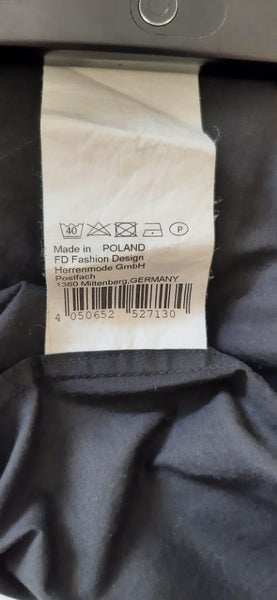 40 P
Made in POLAND
FD Fashion Design
Herrenmode GmbH
Postfach
1360 Miltenberg,GERMANY
4 050652 527130